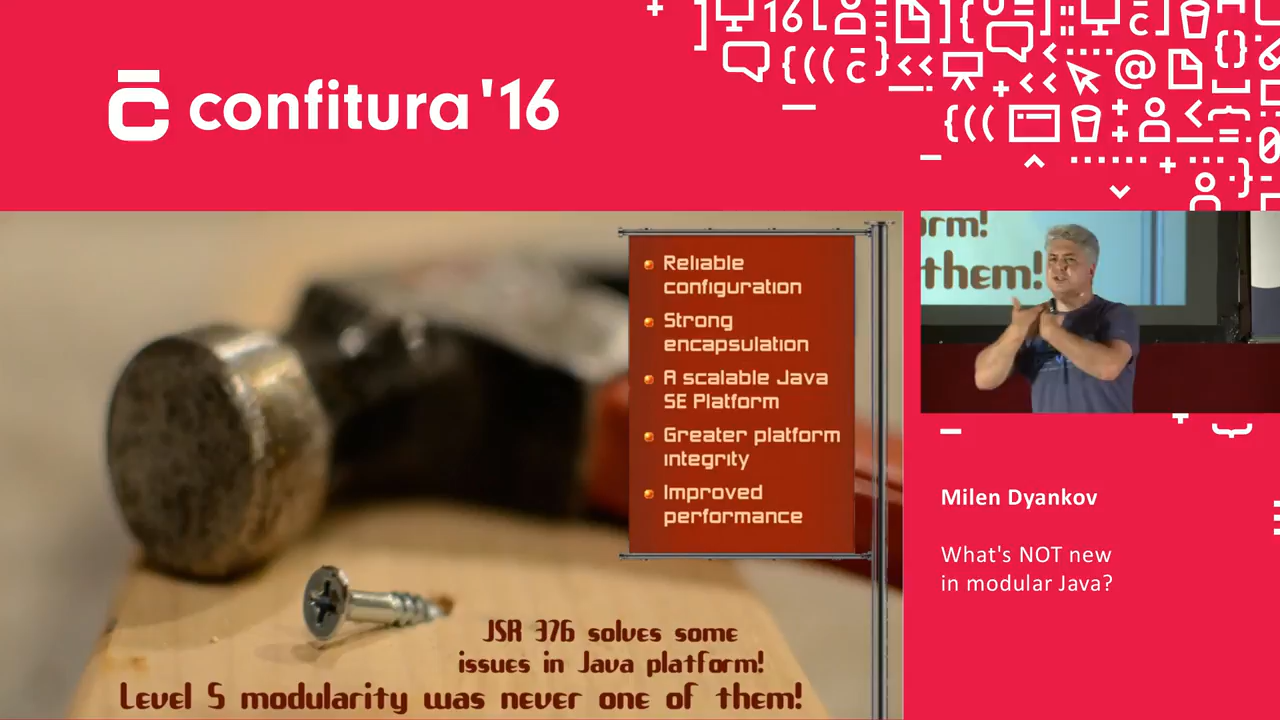 confitura '16
Reliable
configuration
Strong
encapsulation
A scalable Java
SE Platform
Greater platform
integrity
Improved
performance
JSR 376 solves some
issues in Java platform!
Level 5 modularity was never one of them!
orm!
them!
Milen Dyankov
What's NOT new
in modular Java?